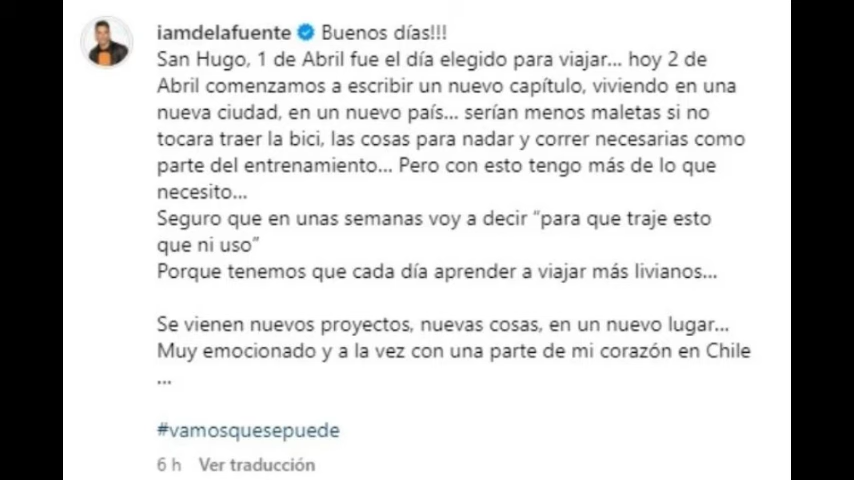 iamdelafuente Buenos días!!!
San Hugo, 1 de Abril fue el día elegido para viajar... hoy 2 de
Abril comenzamos a escribir un nuevo capítulo, viviendo en una
nueva ciudad, en un nuevo país... serían menos maletas si no
tocara traer la bici, las cosas para nadar y correr necesarias como
parte del entrenamiento... Pero con esto tengo más de lo que
necesito...
Seguro que en unas semanas voy a decir “para que traje esto
que ni uso”
Porque tenemos que cada día aprender a viajar más livianos...
Se vienen nuevos proyectos, nuevas cosas, en un nuevo lugar...
Muy emocionado y a la vez con una parte de mi corazón en Chile
...
#vamosquesepuede
6 h Ver traducción